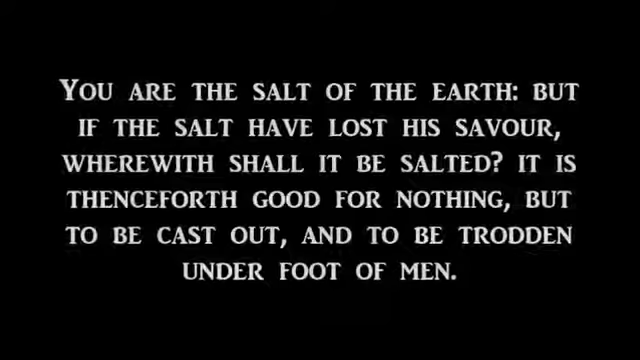 You are the salt of the earth: but
if the salt have lost his savour,
wherewith shall it be salted? it is
thenceforth good for nothing, but
to be cast out, and to be trodden
under foot of men.